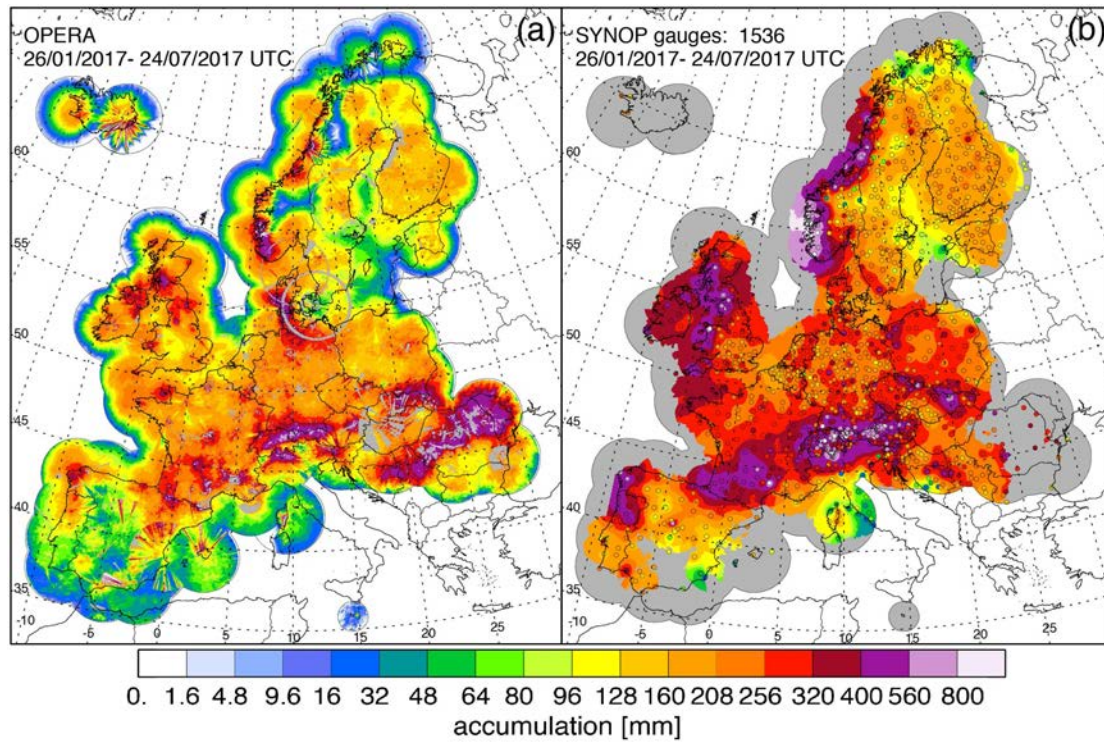 OPERA (a)
26/01/2017- 24/07/2017 UTC
60
55
50
45
40
35
-10 -5 0 5 10 15 20 25
SYNOP gauges: 1536 (b)
26/01/2017- 24/07/2017 UTC
60
55
50
45
40
35
-10 -5 0 5 10 15 20 25
0. 1.6 4.8 9.6 16 32 48 64 80 96 128 160 208 256 320 400 560 800
accumulation [mm]